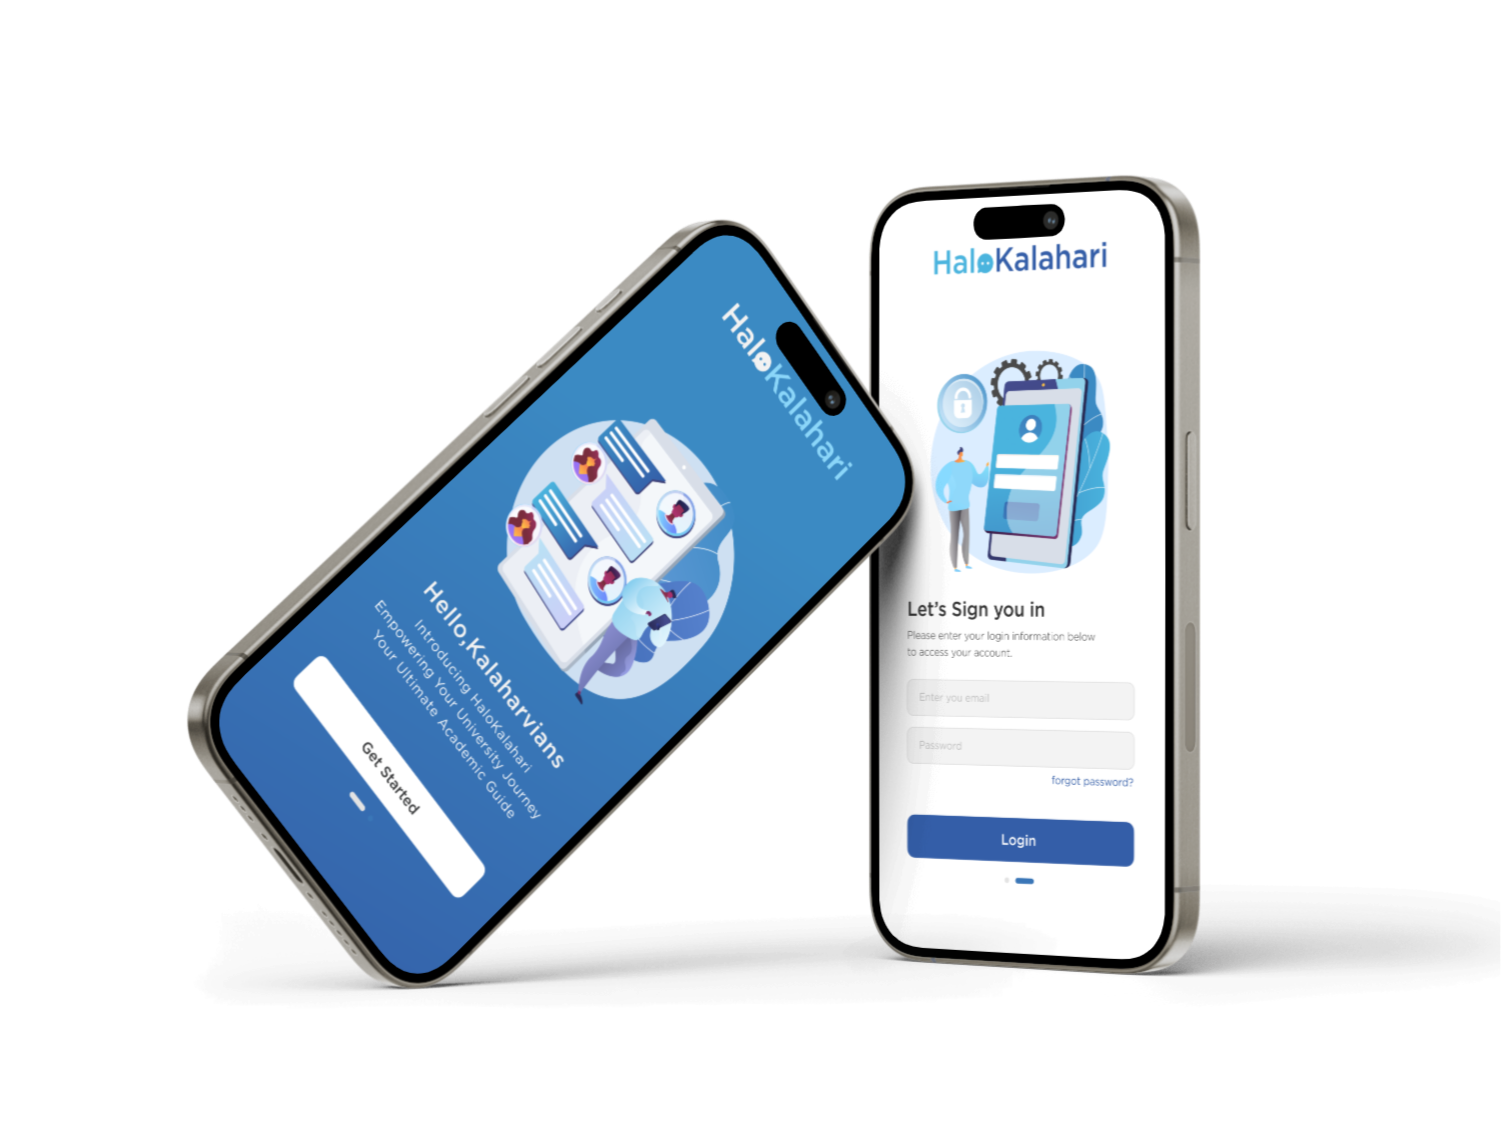 HaloKalahari
Hello,Kalaharvians
Introducing HaloKalahari
Empowering Your University Journey
Your Ultimate Academic Guide
Get Started
HaloKalahari
Let's Sign you in
Please enter your login information below
to access your account.
Enter you email
Password
forgot password?
Login